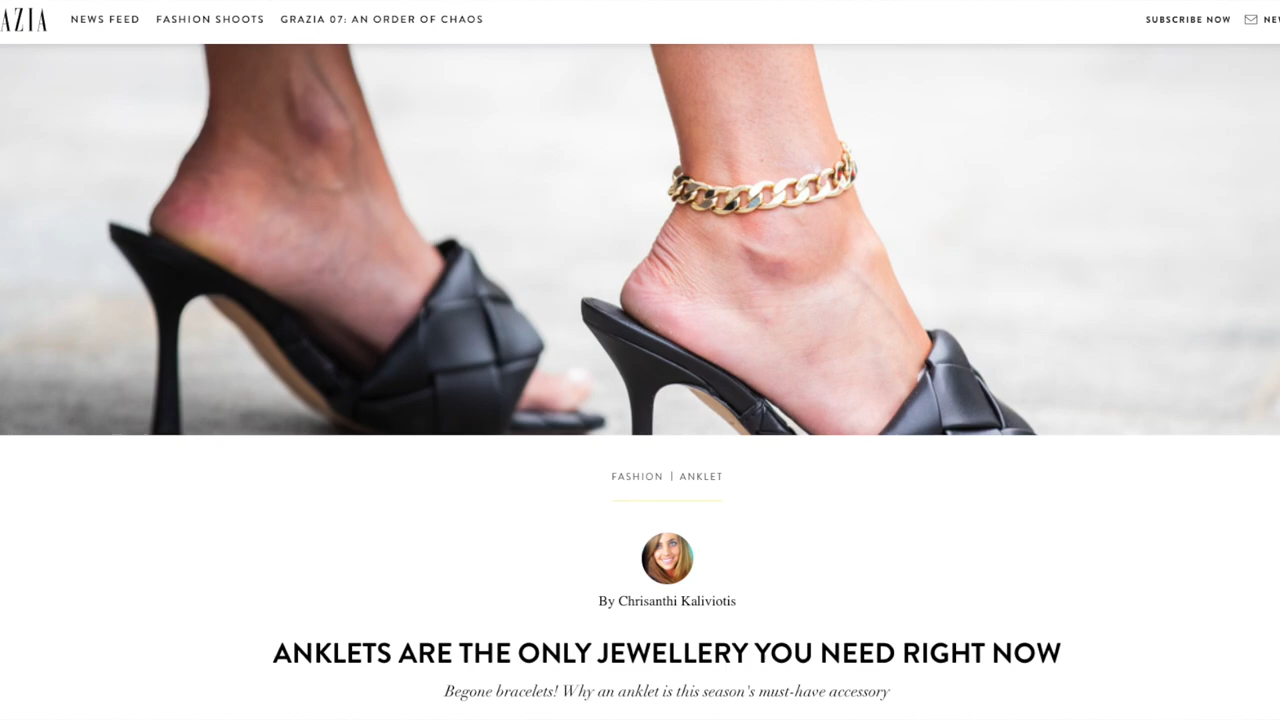 AZIA NEWS FEED FASHION SHOOTS GRAZIA 07: AN ORDER OF CHAOS SUBSCRIBE NOW NEW
FASHION | ANKLET
By Chrisanthi Kaliviotis
ANKLETS ARE THE ONLY JEWELLERY YOU NEED RIGHT NOW
Begone bracelets! Why an anklet is this season's must-have accessory